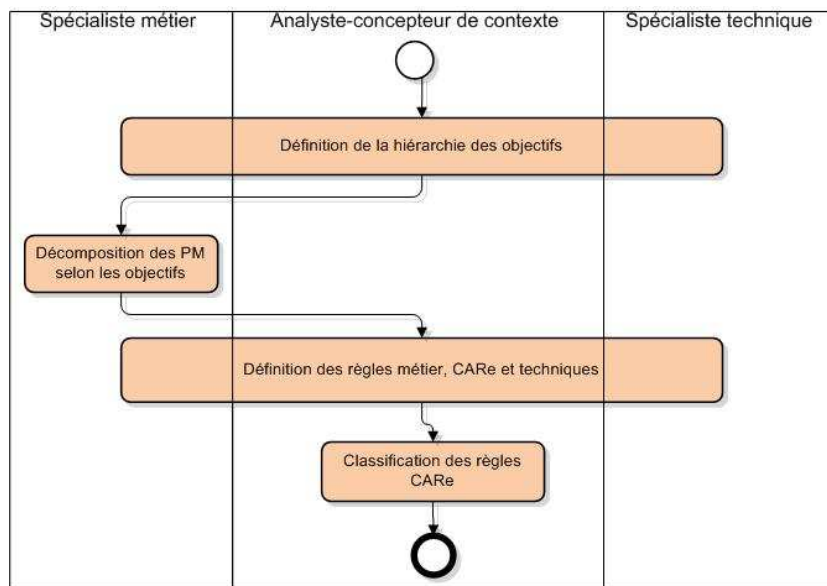 Spécialiste métier
Analyste-concepteur de contexte
Spécialiste technique
Définition de la hiérarchie des objectifs
Décomposition des PM
selon les objectifs
Définition des règles métier, CARe et techniques
Classification des règles
CARe